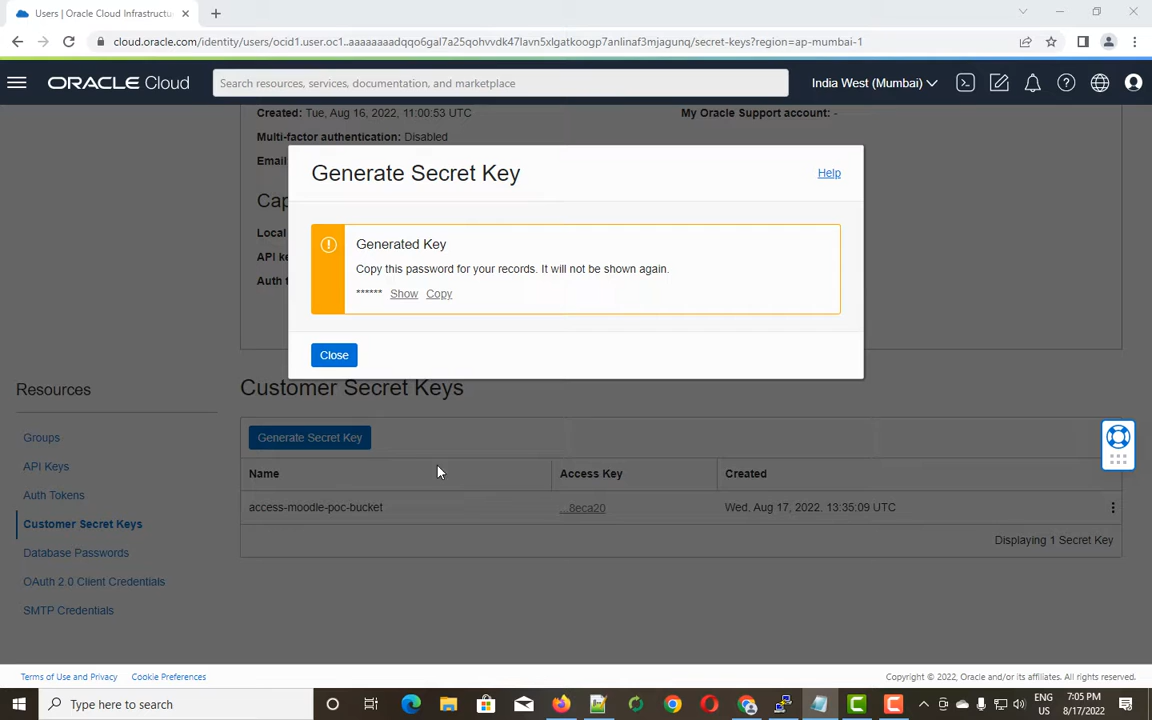 Users | Oracle Cloud Infrastructu
cloud.oracle.com/identity/users/ocid1.user.oc1..aaaaaaaadqqo6gal7a25qohvvdk47lavn5xlgatkoogp7anlinaf3mjagunq/secret-keys?region=ap-mumbai-1
ORACLE Cloud
Search resources, services, documentation, and marketplace
India West (Mumbai)
Created: Tue, Aug 16, 2022, 11:00:53 UTC
My Oracle Support account: -
Multi-factor authentication: Disabled
Email
Generate Secret Key
Help
Cap
Local
API ke
Auth t
Generated Key
Copy this password for your records. It will not be shown again.
****** Show Copy
Close
Resources
Groups
API Keys
Auth Tokens
Customer Secret Keys
Database Passwords
OAuth 2.0 Client Credentials
SMTP Credentials
Customer Secret Keys
Generate Secret Key
Name Access Key Created
access-moodle-poc-bucket ...8eca20 Wed, Aug 17, 2022, 13:35:09 UTC
Displaying 1 Secret Key
Terms of Use and Privacy Cookie Preferences
Copyright © 2022, Oracle and/or its affiliates. All rights reserved.
Type here to search
ENG
US
7:05 PM
8/17/2022